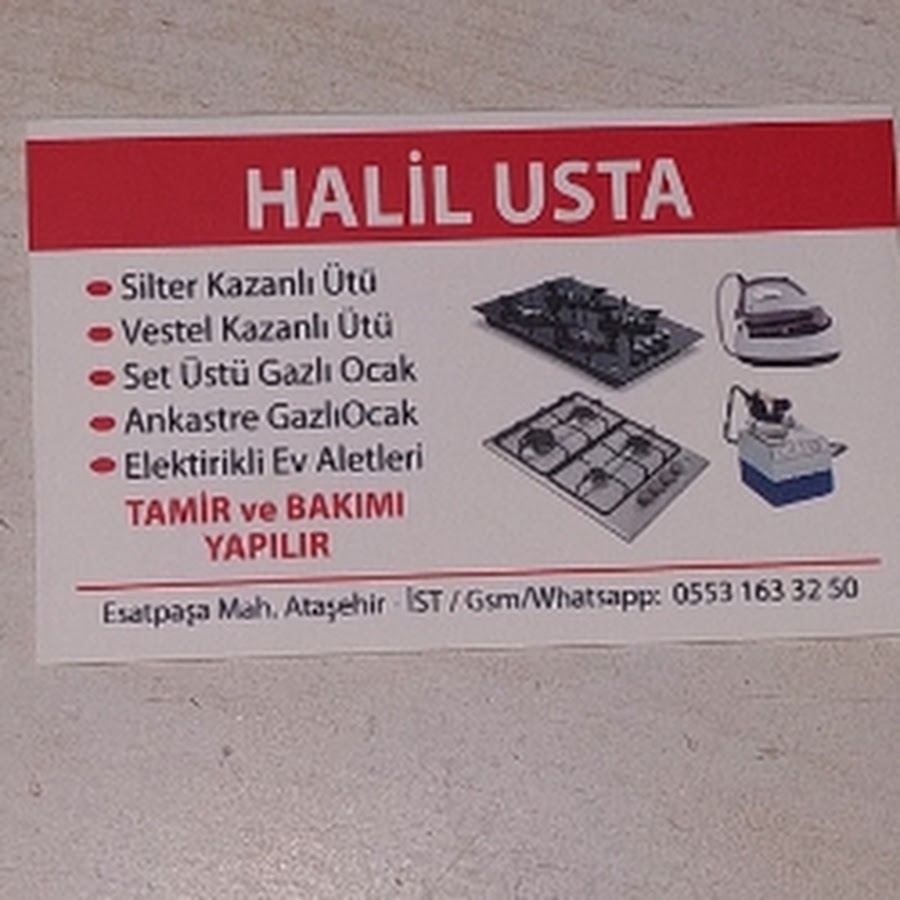 HALİL USTA
Silter Kazanlı Ütü
Vestel Kazanlı Ütü
Set Üstü Gazlı Ocak
Ankastre GazlıOcak
Elektirikli Ev Aletleri
TAMİR ve BAKIMI
YAPILIR
Esatpaşa Mah. Ataşehir - İST / Gsm/Whatsapp: 0553 163 32 50